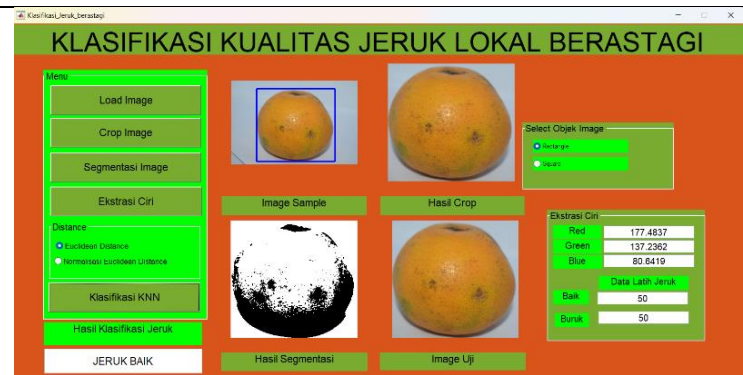 Klasifikasi_Jeruk_berastagi
KLASIFIKASI KUALITAS JERUK LOKAL BERASTAGI
Menu
Load Image
Crop Image
Segmentasi Image
Ekstrasi Ciri
Distance
Euclidean Distance
Normalisasi Euclidean Distance
Klasifikasi KNN
Hasil Klasifikasi Jeruk
JERUK BAIK
Image Sample
Hasil Crop
Hasil Segmentasi
Image Uji
Select Objek Image
Rectangle
Square
Ekstrasi Ciri
Red 177.4837
Green 137.2362
Blue 80.6419
Data Latih Jeruk
Baik 50
Buruk 50